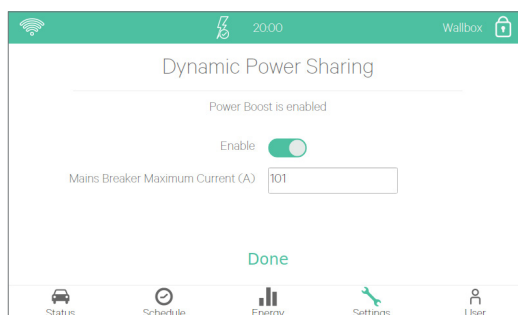 20:00 Wallbox
Dynamic Power Sharing
Power Boost is enabled
Enable
Mains Breaker Maximum Current (A) 101
Done
Status Schedule Energy Settings User